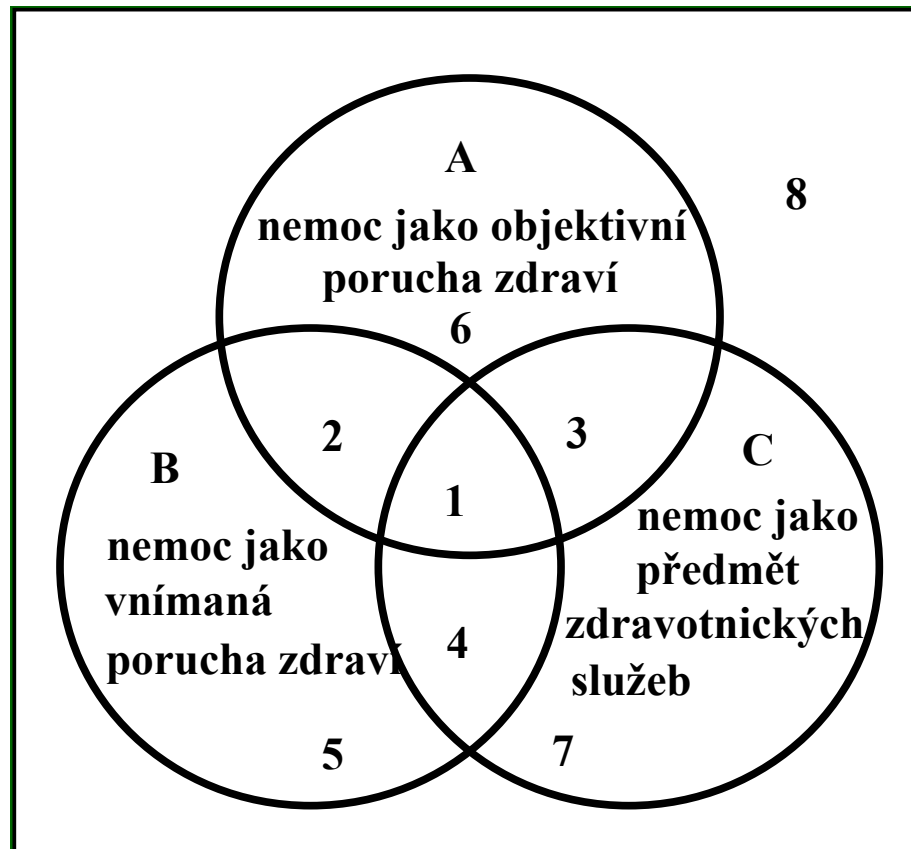 A
8
nemoc jako objektivní
porucha zdraví
6
2
3
B
C
1
nemoc jako
vnímaná
porucha zdraví
nemoc jako
předmět
zdravotnických
služeb
4
5
7